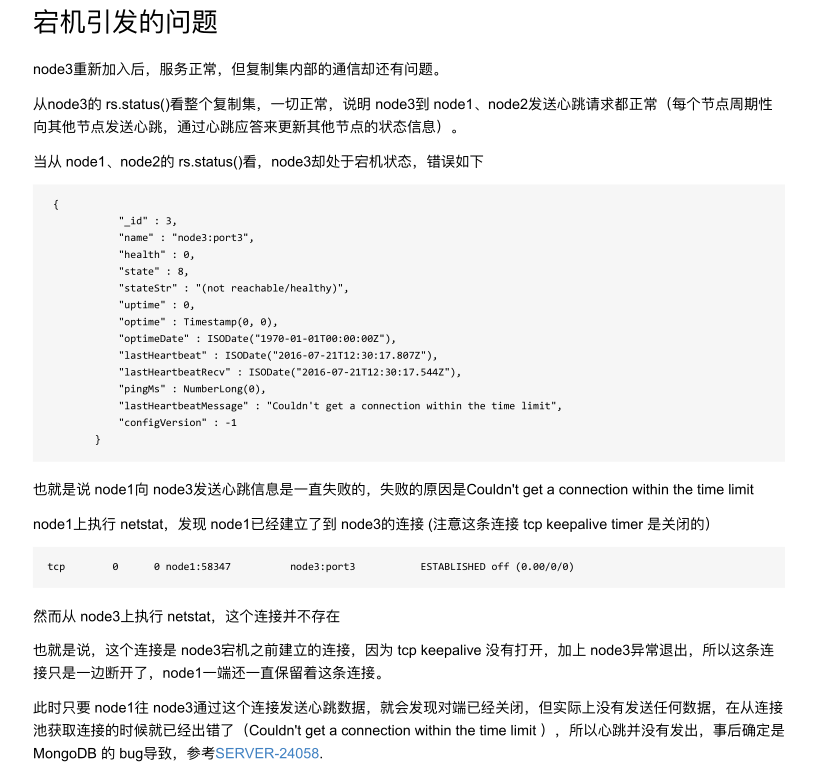 宕机引发的问题
node3重新加入后，服务正常，但复制集内部的通信却还有问题。
从node3的 rs.status()看整个复制集，一切正常，说明 node3到 node1、node2发送心跳请求都正常（每个节点周期性
向其他节点发送心跳，通过心跳应答来更新其他节点的状态信息）。
当从 node1、node2的 rs.status()看，node3却处于宕机状态，错误如下
{
"_id" : 3,
"name" : "node3:port3",
"health" : 0,
"state" : 8,
"stateStr" : "(not reachable/healthy)",
"uptime" : 0,
"optime" : Timestamp(0, 0),
"optimeDate" : ISODate("1970-01-01T00:00:00Z"),
"lastHeartbeat" : ISODate("2016-07-21T12:30:17.807Z"),
"lastHeartbeatRecv" : ISODate("2016-07-21T12:30:17.544Z"),
"pingMs" : NumberLong(0),
"lastHeartbeatMessage" : "Couldn't get a connection within the time limit",
"configVersion" : -1
}
也就是说 node1向 node3发送心跳信息是一直失败的，失败的原因是Couldn't get a connection within the time limit
node1上执行 netstat，发现 node1已经建立了到 node3的连接 (注意这条连接 tcp keepalive timer 是关闭的）
tcp 0 0 node1:58347 node3:port3 ESTABLISHED off (0.00/0/0)
然而从 node3上执行 netstat，这个连接并不存在
也就是说，这个连接是 node3宕机之前建立的连接，因为 tcp keepalive 没有打开，加上 node3异常退出，所以这条连
接只是一边断开了，node1一端还一直保留着这条连接。
此时只要 node1往 node3通过这个连接发送心跳数据，就会发现对端已经关闭，但实际上没有发送任何数据，在从连接
池获取连接的时候就已经出错了（Couldn't get a connection within the time limit ），所以心跳并没有发出，事后确定是
MongoDB 的 bug导致，参考SERVER-24058.